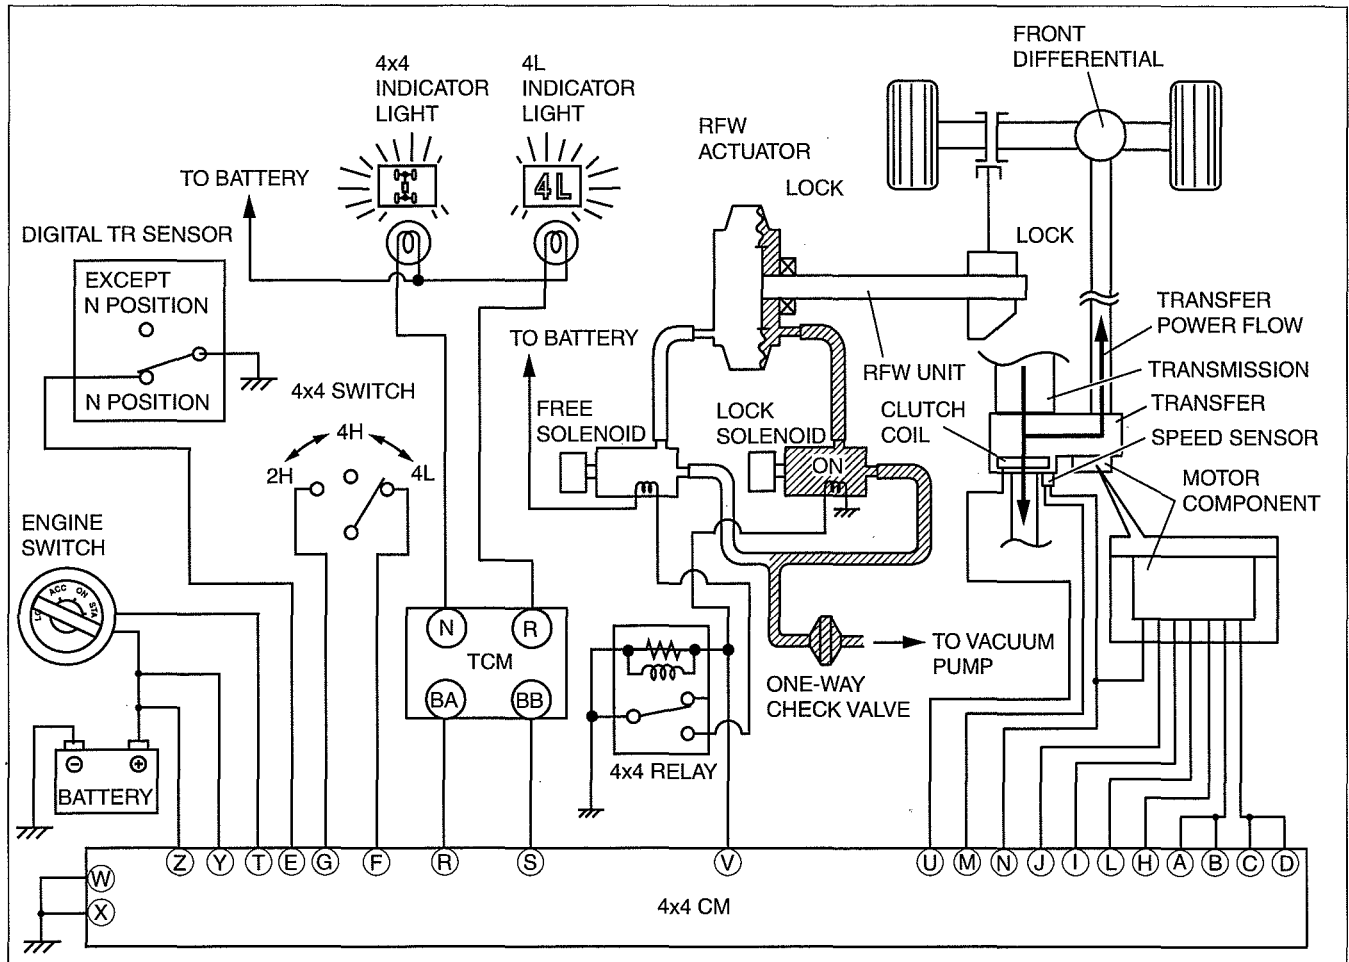 FRONT
DIFFERENTIAL
4x4
INDICATOR
LIGHT
4L
INDICATOR
LIGHT
4L
RFW
ACTUATOR
LOCK
TO BATTERY
DIGITAL TR SENSOR
EXCEPT
N POSITION
N POSITION
LOCK
TRANSFER
POWER FLOW
TO BATTERY
RFW UNIT
TRANSMISSION
4x4 SWITCH
4H
2H
4L
FREE
SOLENOID
LOCK
SOLENOID
ON
CLUTCH
COIL
TRANSFER
SPEED SENSOR
MOTOR
COMPONENT
ENGINE
SWITCH
ACC
ON
STA
N
R
TCM
BA
BB
TO VACUUM
PUMP
ONE-WAY
CHECK VALVE
4x4 RELAY
BATTERY
Z Y T E G F R S V U M N J I L H A B C D
W
X
4x4 CM